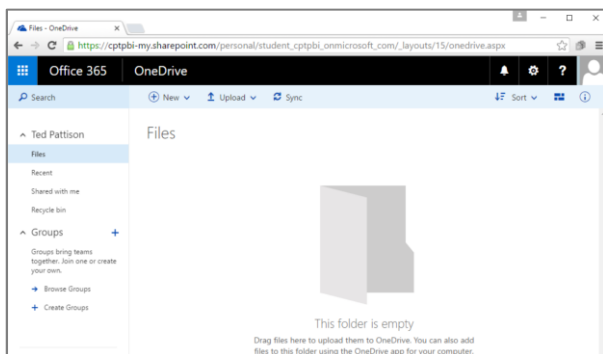 Files - OneDrive
https://cptpbi-my.sharepoint.com/personal/student_cptpbi_onmicrosoft_com/_layouts/15/onedrive.aspx
Office 365 OneDrive ?
Search New Upload Sync Sort
Ted Pattison
Files
Recent
Shared with me
Recycle bin
Groups +
Groups bring teams
together. Join one or create
your own.
Browse Groups
Create Groups
Files
This folder is empty
Drag files here to upload them to OneDrive. You can also add
files to this folder using the OneDrive app for your computer.